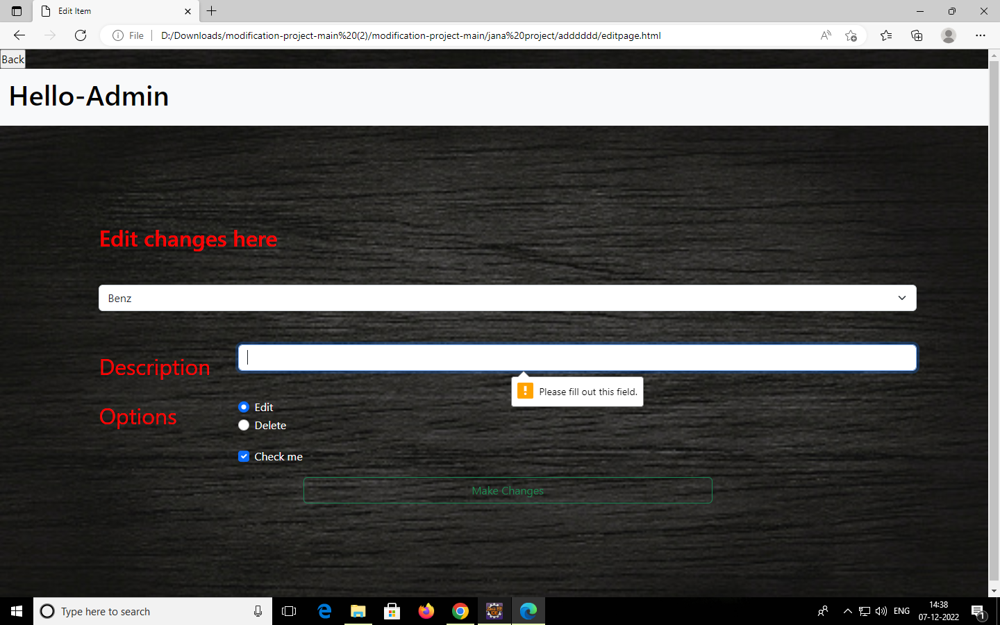 Edit Item
File
D:/Downloads/modification-project-main%20(2)/modification-project-main/jana%20project/adddddd/editpage.html
Back
Hello-Admin
Edit changes here
Benz
Description
Please fill out this field.
Options
Edit
Delete
Check me
Make Changes
Type here to search
ENG
14:38
07-12-2022
1